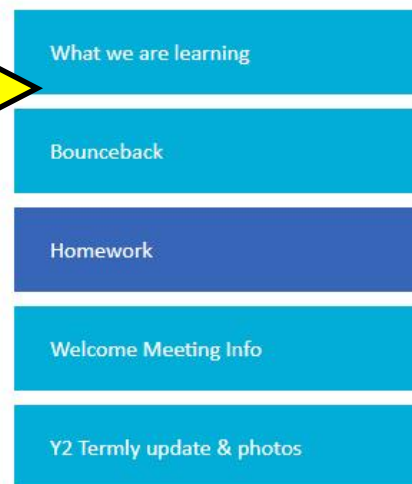 What we are learning
Bounceback
Homework
Welcome Meeting Info
Y2 Termly update & photos